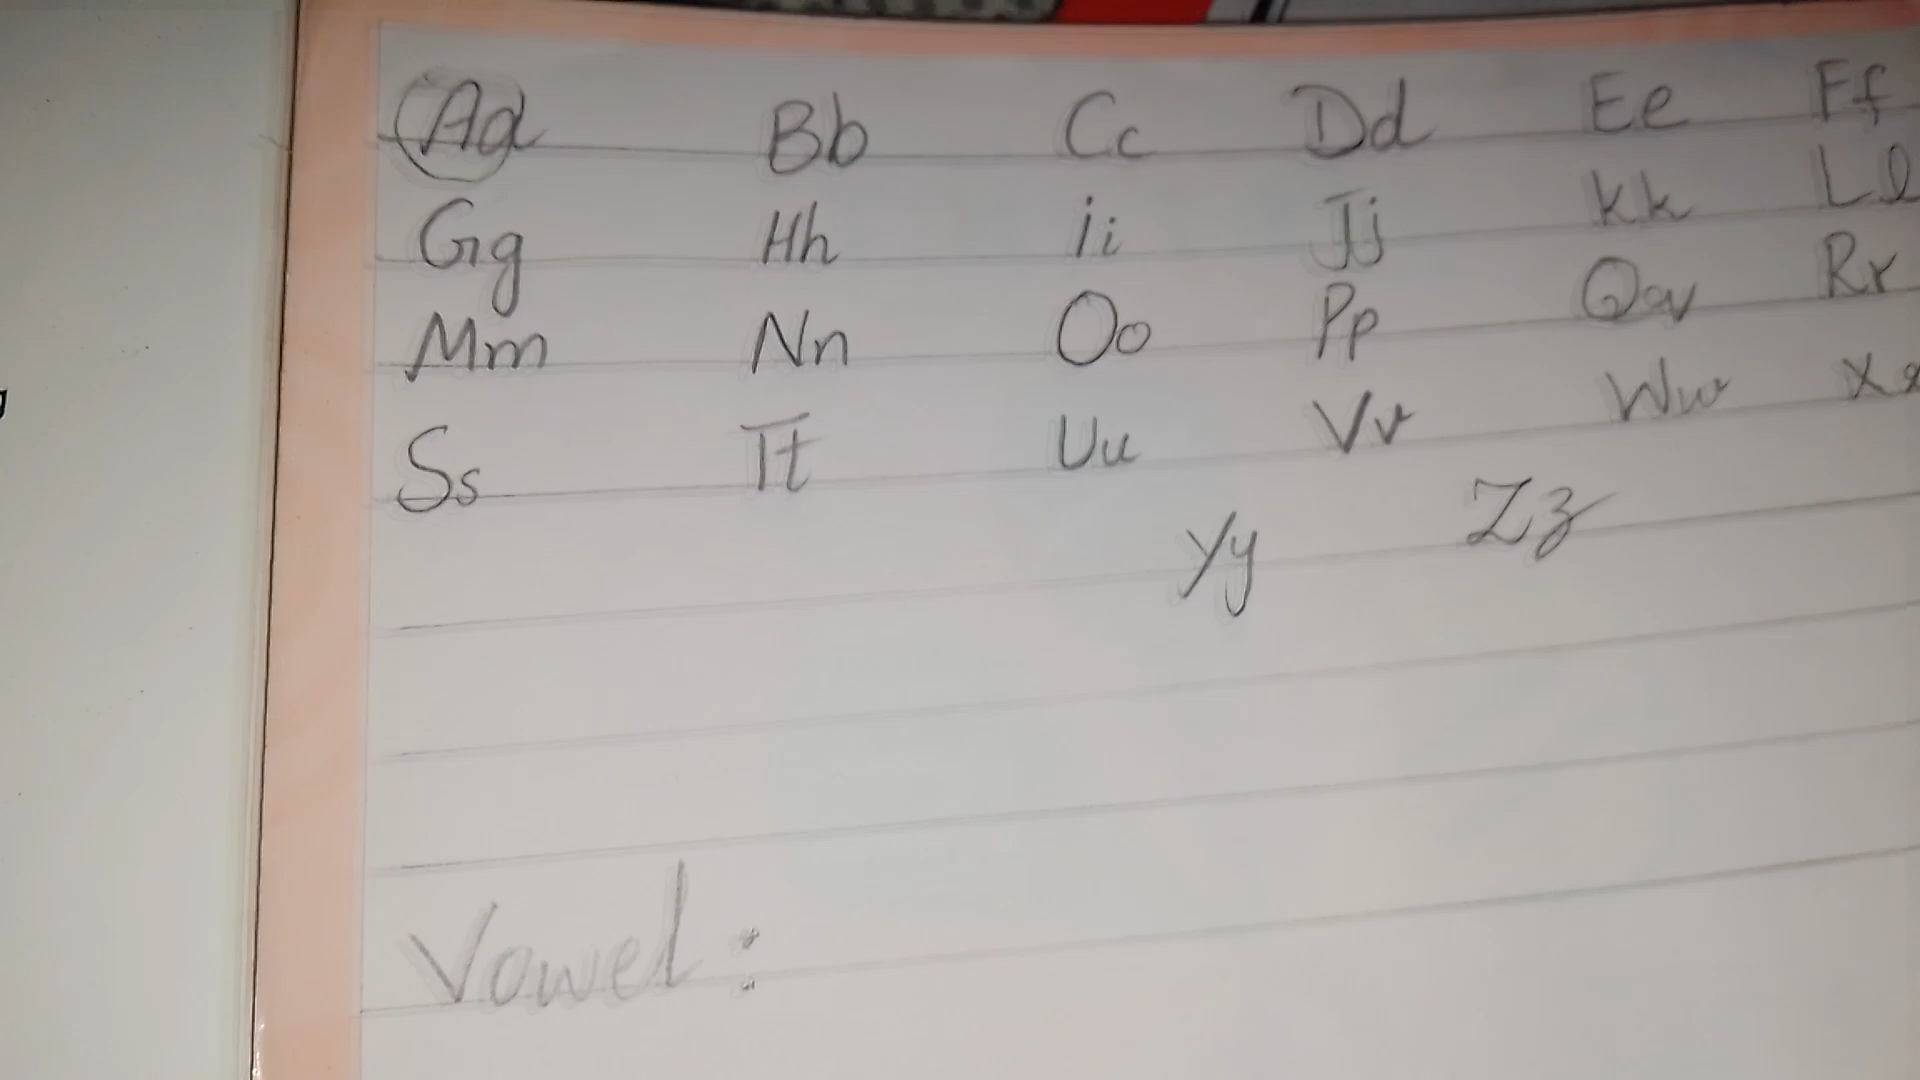 Aa Bb Cc Dd Ee Ff
Gg Hh ii Jj Kk Ll
Mm Nn Oo Pp Qq Rr
Ss Tt Uu Vv Ww Xx
Yy Zz
Vowel :